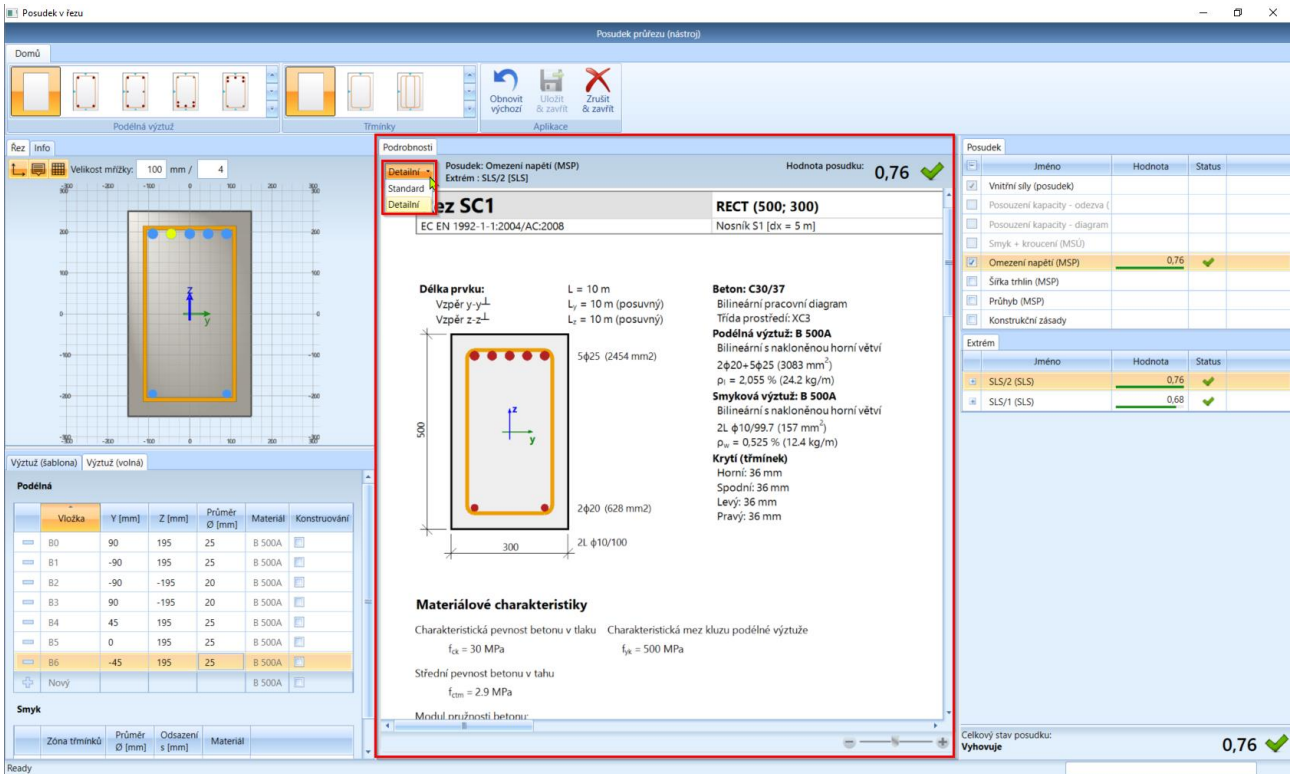 Posudek v řezu
Posudek průřezu (nástroj)
Domů
Podélná výztuž
Třmínky
Obnovit výchozí
Uložit & zavřít
Zrušit & zavřít
Aplikace
Řez Info
Velikost mřížky: 100 mm / 4
-300 -200 -100 0 100 200 300
200
100
0
-100
-200
-300
z
y
Výztuž (šablona) Výztuž (volná)
Podélná
Vložka Y [mm] Z [mm] Průměr Ø [mm] Materiál Konstruování
B0 90 195 25 B 500A
B1 -90 195 25 B 500A
B2 -90 -195 20 B 500A
B3 90 -195 20 B 500A
B4 45 195 25 B 500A
B5 0 195 25 B 500A
B6 -45 195 25 B 500A
Nový B 500A
Smyk
Zóna třmínků Průměr Ø [mm] Odsazení s [mm] Materiál
Ready
Podrobnosti
Detailní
Standard
Detailní
Posudek: Omezení napětí (MSP)
Extrém : SLS/2 [SLS]
Hodnota posudku: 0,76
ez SC1 RECT (500; 300)
EC EN 1992-1-1:2004/AC:2008 Nosník S1 [dx = 5 m]
Délka prvku: L = 10 m
Vzpěr y-y⊥ Ly = 10 m (posuvný)
Vzpěr z-z⊥ Lz = 10 m (posuvný)
5ϕ25 (2454 mm2)
500
z
y
2ϕ20 (628 mm2)
2L ϕ10/100
300
Beton: C30/37
Bilineární pracovní diagram
Třída prostředí: XC3
Podélná výztuž: B 500A
Bilineární s nakloněnou horní větví
2ϕ20+5ϕ25 (3083 mm²)
ρl = 2,055 % (24.2 kg/m)
Smyková výztuž: B 500A
Bilineární s nakloněnou horní větví
2L ϕ10/99.7 (157 mm²)
ρw = 0,525 % (12.4 kg/m)
Krytí (třmínek)
Horní: 36 mm
Spodní: 36 mm
Levý: 36 mm
Pravý: 36 mm
Materiálové charakteristiky
Charakteristická pevnost betonu v tlaku Charakteristická mez kluzu podélné výztuže
fck = 30 MPa fyk = 500 MPa
Střední pevnost betonu v tahu
fctm = 2.9 MPa
Modul pružnosti betonu:
Posudek
Jméno Hodnota Status
Vnitřní síly (posudek)
Posouzení kapacity - odezva (
Posouzení kapacity - diagram
Smyk + kroucení (MSÚ)
Omezení napětí (MSP) 0,76
Šířka trhlin (MSP)
Průhyb (MSP)
Konstrukční zásady
Extrém
Jméno Hodnota Status
SLS/2 (SLS) 0,76
SLS/1 (SLS) 0,68
Celkový stav posudku:
Vyhovuje 0,76